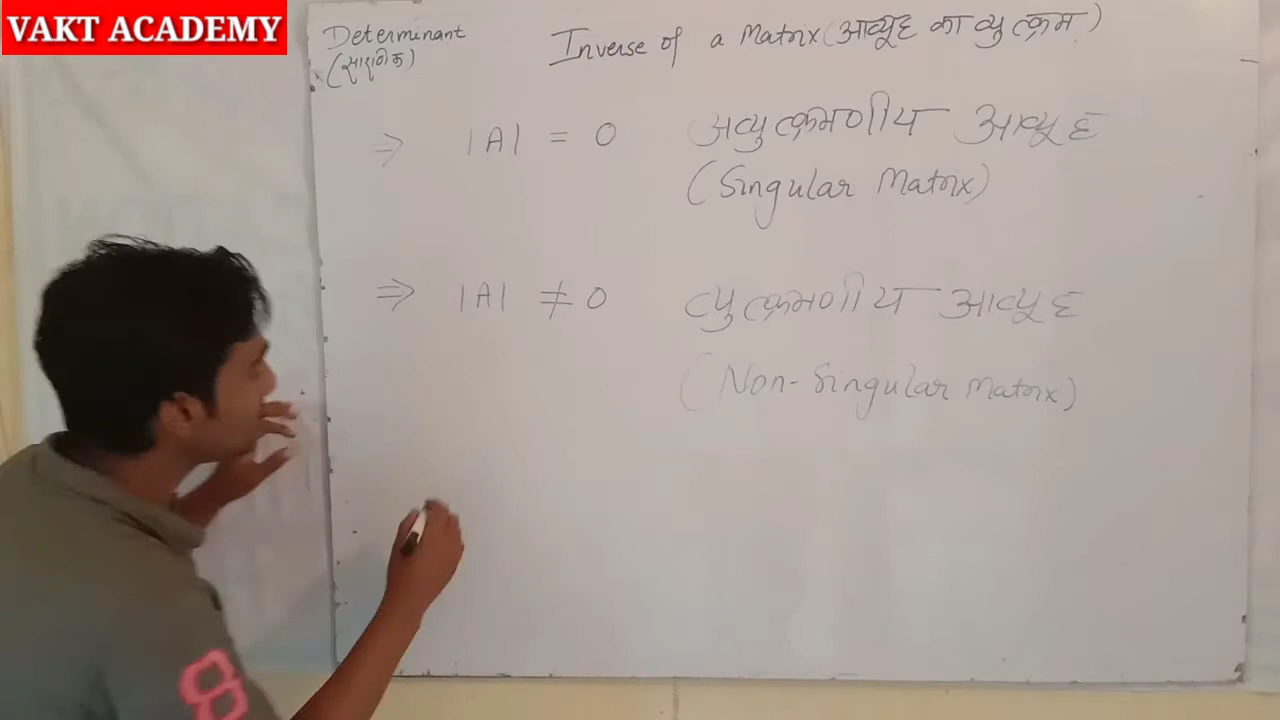 VAKT ACADEMY
Determinant
(सारणिक)
Inverse of a Matrix (आव्यूह का व्युत्क्रम)
⇒ |A| = 0 अव्युत्क्रमणीय आव्यूह
(Singular Matrix)
⇒ |A| ≠ 0 व्युत्क्रमणीय आव्यूह
(Non-Singular Matrix)
8